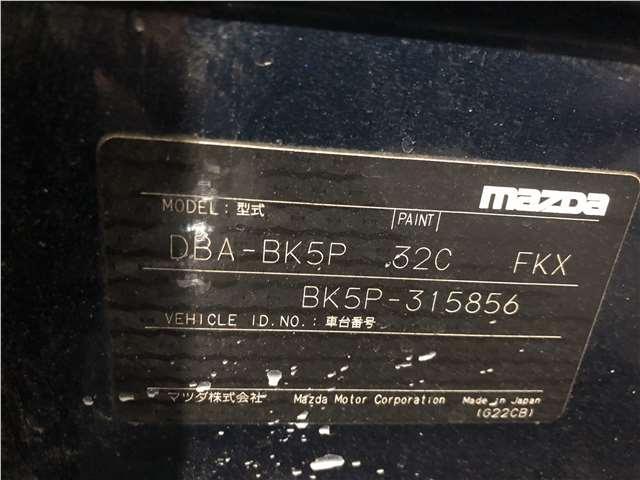 mazda
MODEL: 型式 PAINT
DBA-BK5P 32C FKX
BK5P-315856
VEHICLE ID.NO.: 車台番号
マツダ株式会社 Mazda Motor Corporation Made in Japan
(G22CB)